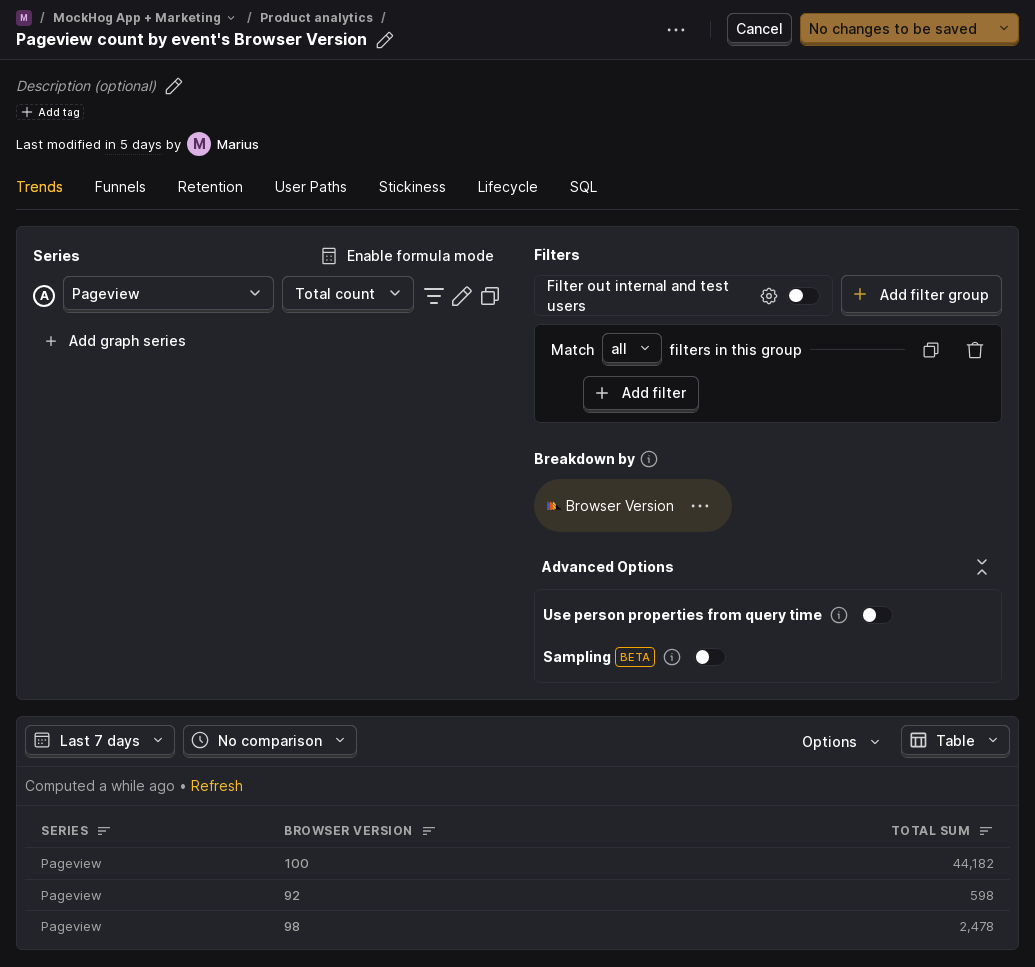 M / MockHog App + Marketing / Product analytics /
Pageview count by event's Browser Version
Cancel
No changes to be saved
Description (optional)
Add tag
Last modified in 5 days by M Marius
Trends Funnels Retention User Paths Stickiness Lifecycle SQL
Series
Enable formula mode
A Pageview Total count
Add graph series
Filters
Filter out internal and test
users
Add filter group
Match all filters in this group
Add filter
Breakdown by
Browser Version
Advanced Options
Use person properties from query time
Sampling BETA
Last 7 days No comparison Options Table
Computed a while ago • Refresh
SERIES BROWSER VERSION TOTAL SUM
Pageview 100 44,182
Pageview 92 598
Pageview 98 2,478